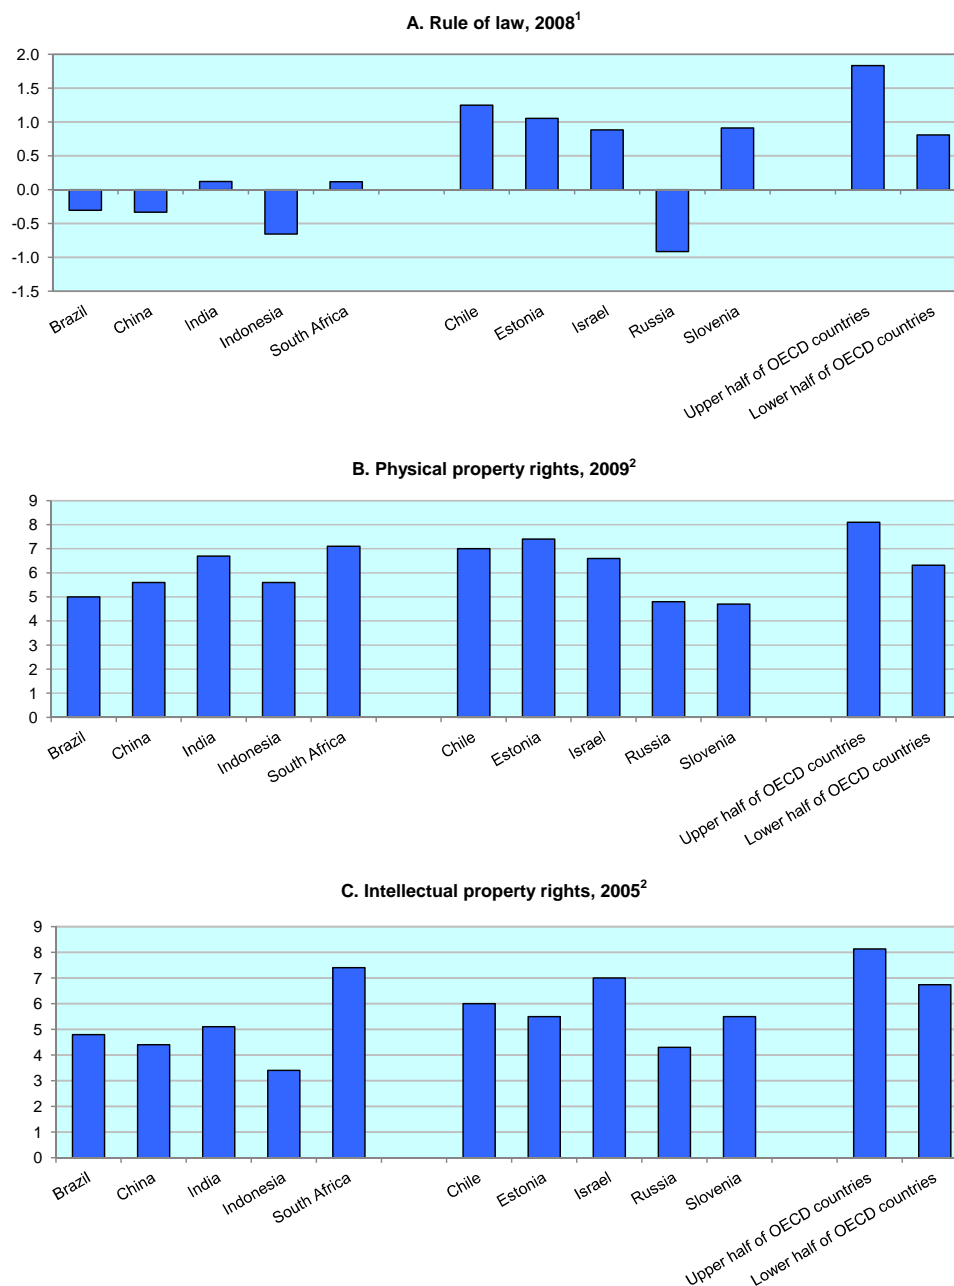 A. Rule of law, 2008¹
2.0
1.5
1.0
0.5
0.0
-0.5
-1.0
-1.5
Brazil
China
India
Indonesia
South Africa
Chile
Estonia
Israel
Russia
Slovenia
Upper half of OECD countries
Lower half of OECD countries
B. Physical property rights, 2009²
9
8
7
6
5
4
3
2
1
0
Brazil
China
India
Indonesia
South Africa
Chile
Estonia
Israel
Russia
Slovenia
Upper half of OECD countries
Lower half of OECD countries
C. Intellectual property rights, 2005²
9
8
7
6
5
4
3
2
1
0
Brazil
China
India
Indonesia
South Africa
Chile
Estonia
Israel
Russia
Slovenia
Upper half of OECD countries
Lower half of OECD countries